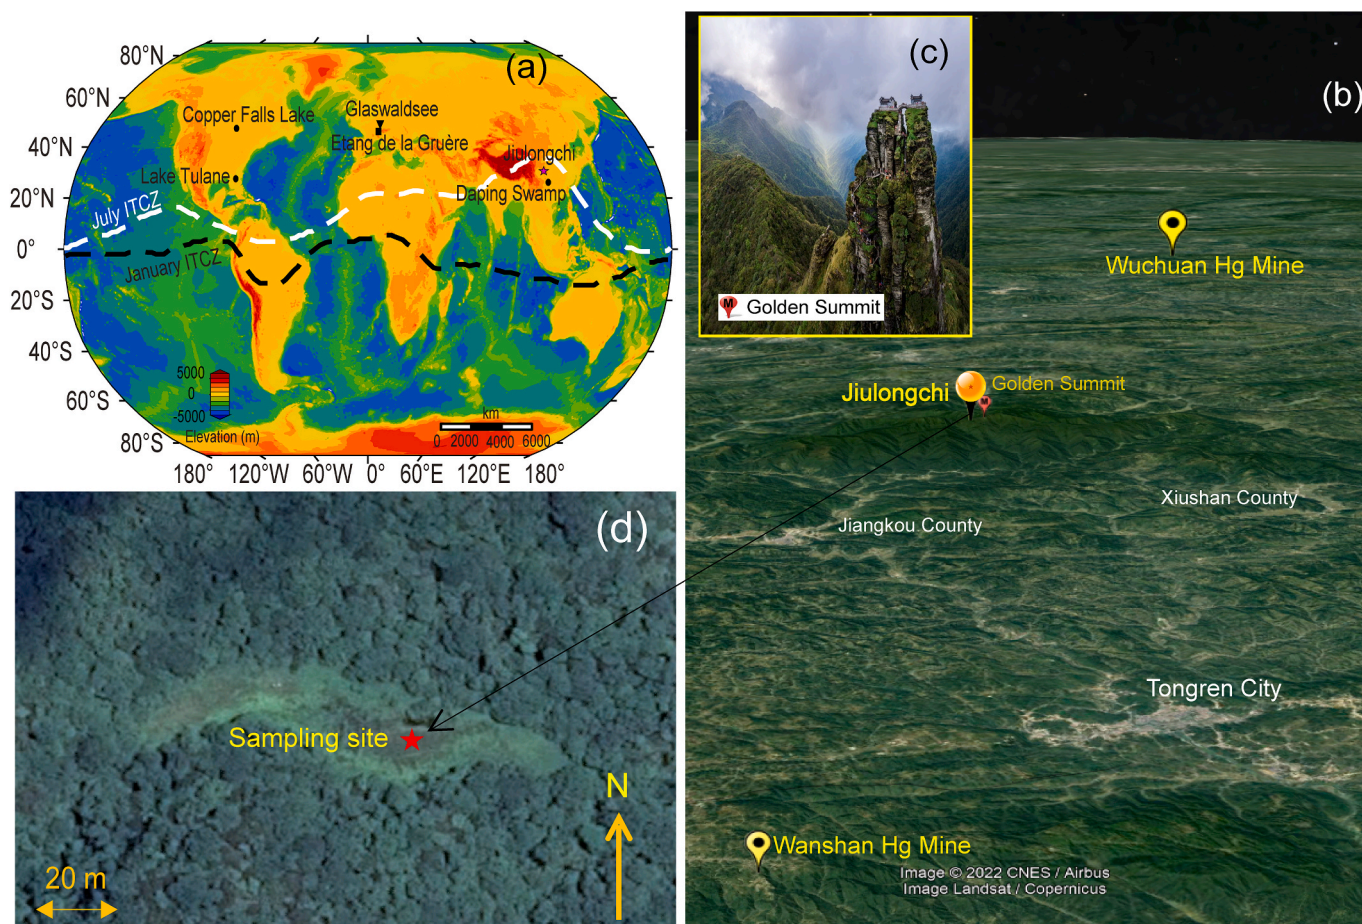 (a)
80°N
60°N
40°N
20°N
0°
20°S
40°S
60°S
80°S
Copper Falls Lake
Glaswaldsee
Etang de la Gruère
Jiulongchi
Lake Tulane
Daping Swamp
July ITCZ
January ITCZ
5000
0
-5000
Elevation (m)
km
0 2000 4000 6000
180° 120°W 60°W 0° 60°E 120°E 180°
(c)
M Golden Summit
(b)
Wuchuan Hg Mine
Jiulongchi
Golden Summit
M
Xiushan County
Jiangkou County
Tongren City
Wanshan Hg Mine
Image © 2022 CNES / Airbus
Image Landsat / Copernicus
(d)
Sampling site
N
20 m